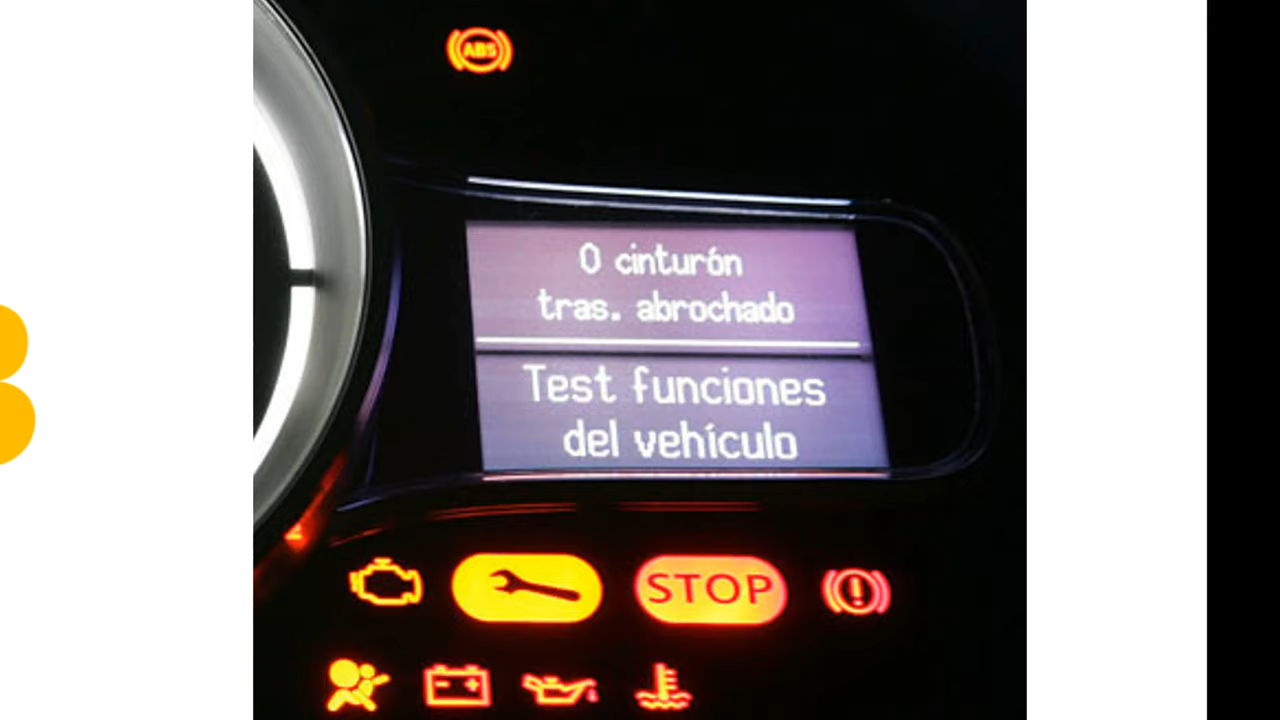 ABS
0 cinturón
tras. abrochado
Test funciones
del vehículo
STOP